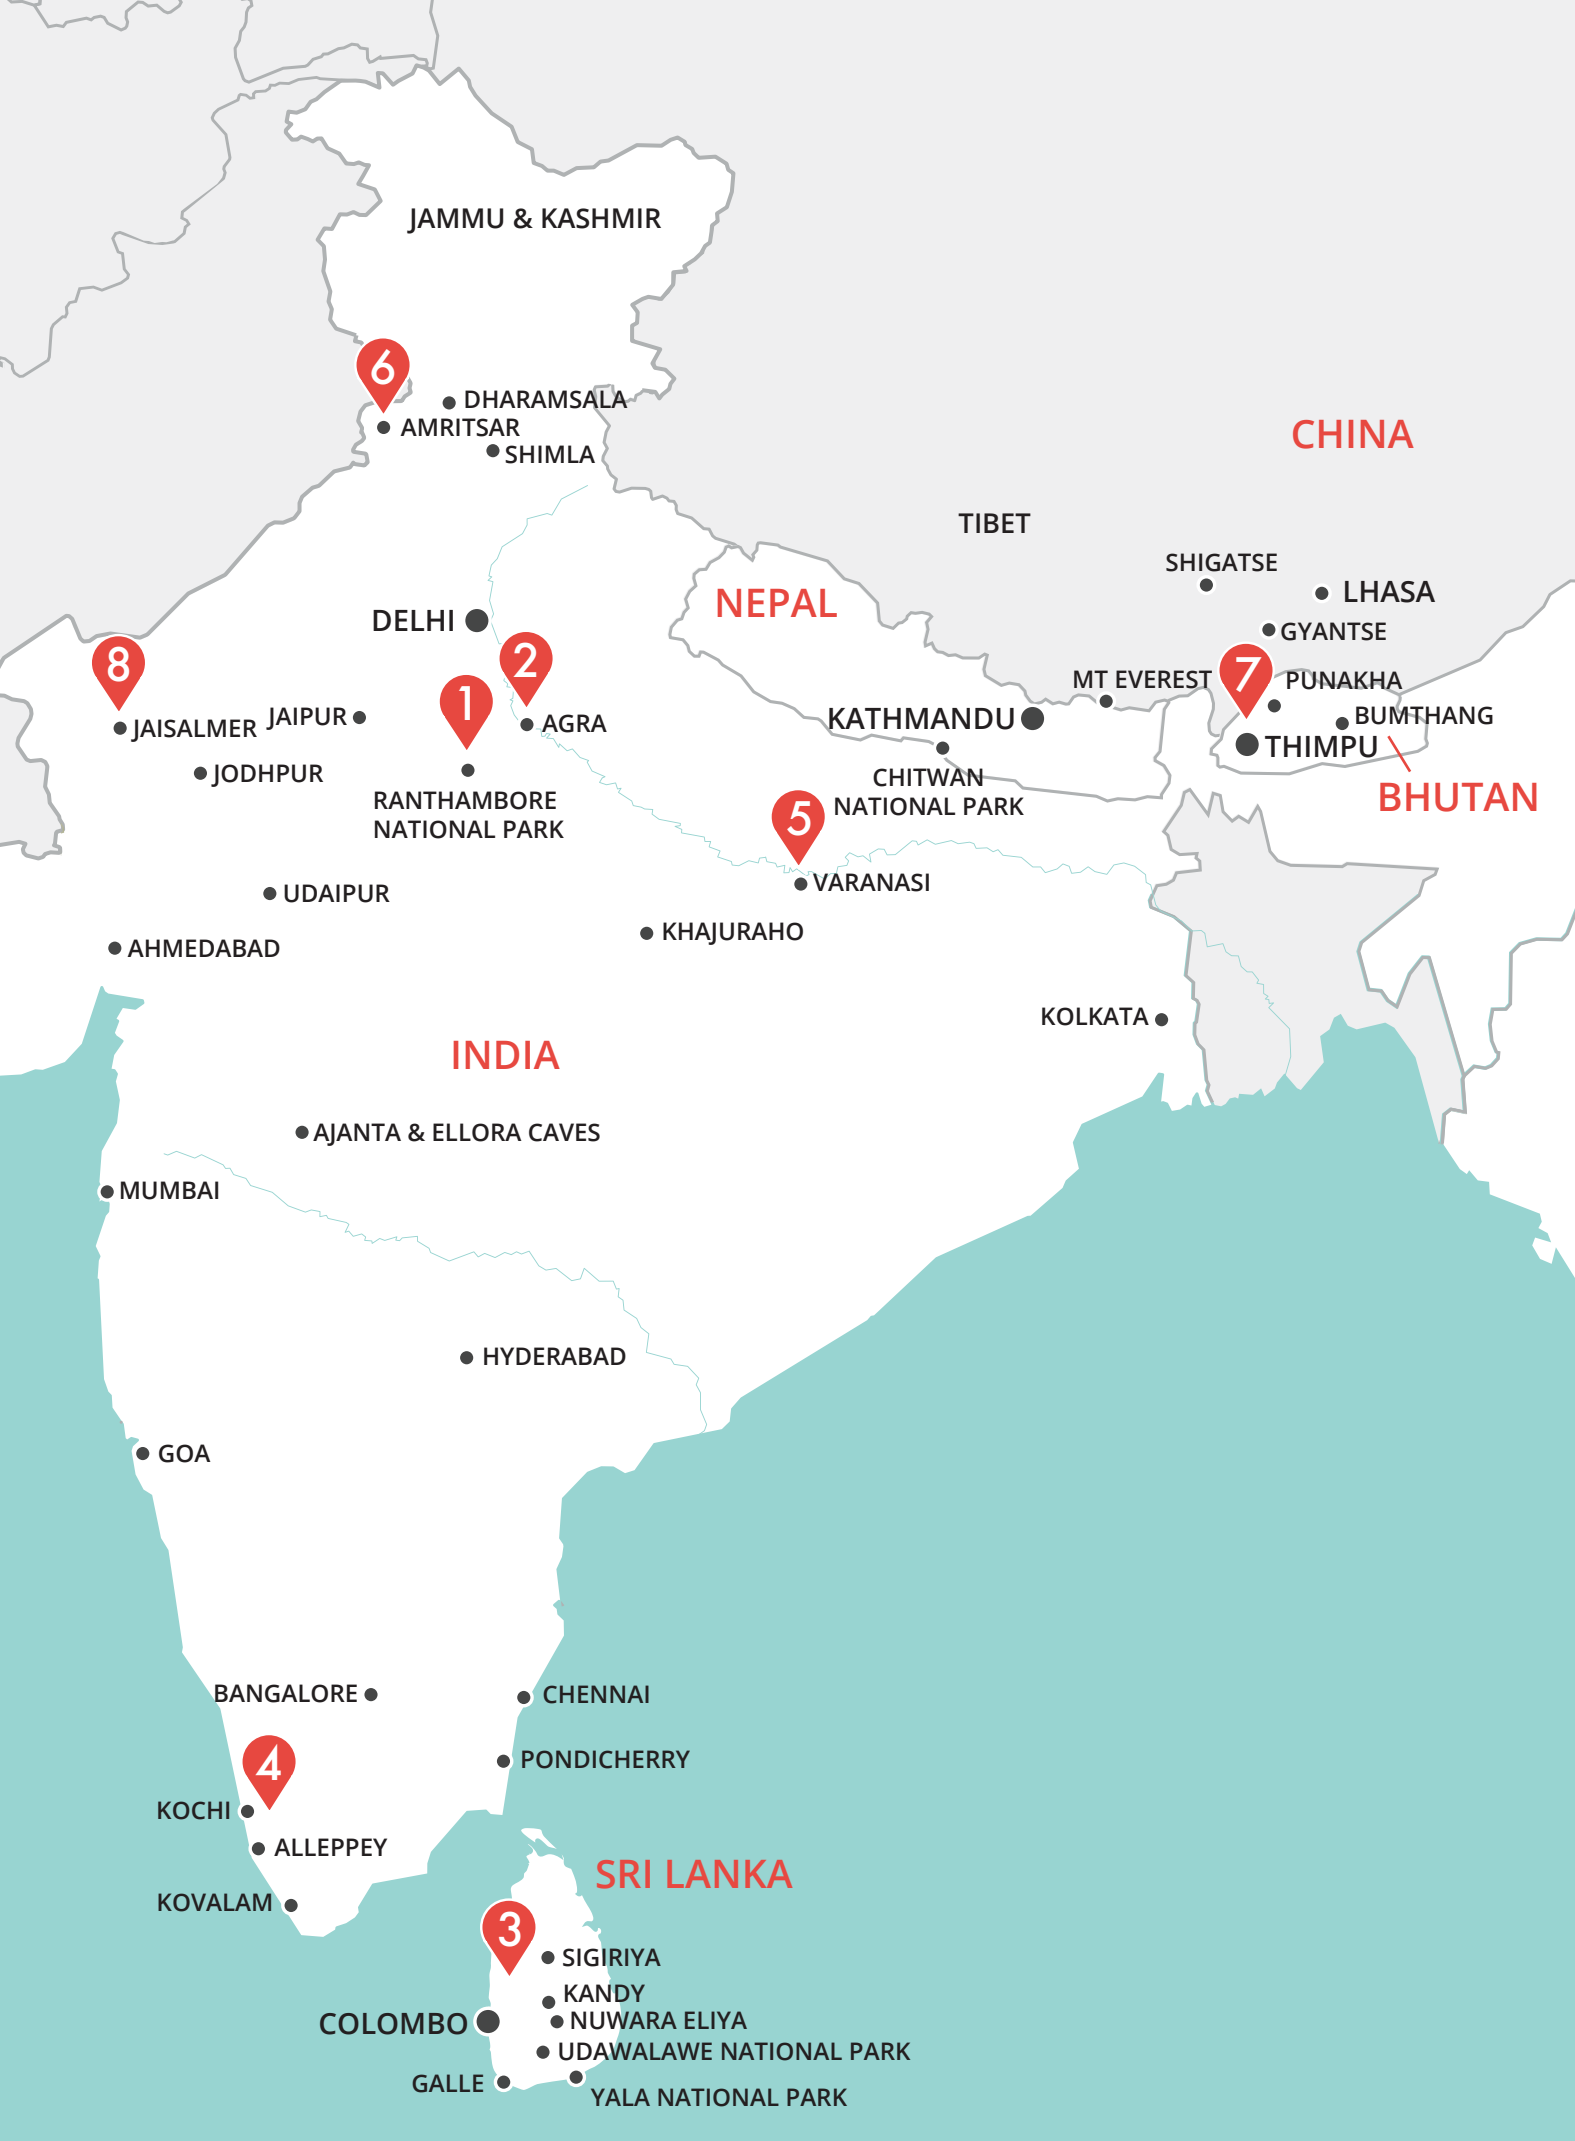 JAMMU & KASHMIR
6
DHARAMSALA
AMRITSAR
SHIMLA
CHINA
TIBET
SHIGATSE
LHASA
NEPAL
DELHI
GYANTSE
8
2
7
MT EVEREST
PUNAKHA
1
JAISALMER
JAIPUR
AGRA
KATHMANDU
BUMTHANG
THIMPU
JODHPUR
CHITWAN
NATIONAL PARK
BHUTAN
RANTHAMBORE
NATIONAL PARK
5
VARANASI
UDAIPUR
KHAJURAHO
AHMEDABAD
KOLKATA
INDIA
AJANTA & ELLORA CAVES
MUMBAI
HYDERABAD
GOA
BANGALORE
CHENNAI
4
PONDICHERRY
KOCHI
ALLEPPEY
SRI LANKA
KOVALAM
3
SIGIRIYA
KANDY
COLOMBO
NUWARA ELIYA
UDAWALAWE NATIONAL PARK
GALLE
YALA NATIONAL PARK